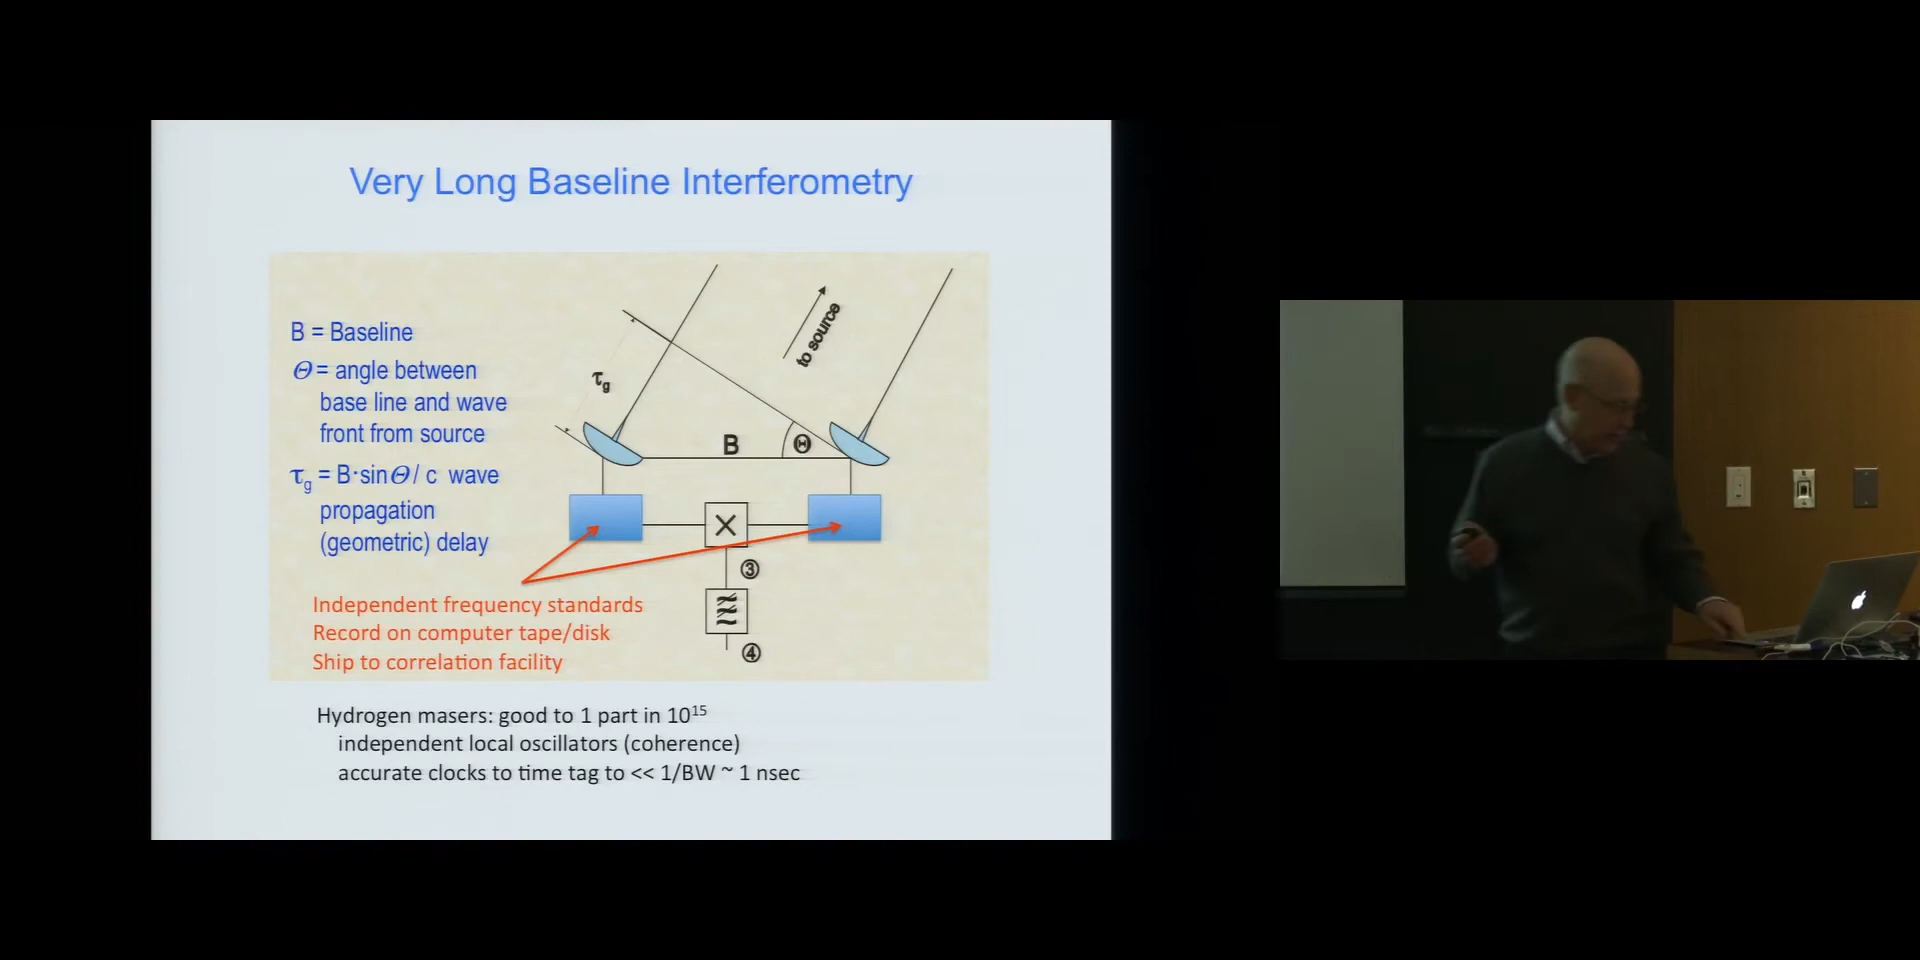 Very Long Baseline Interferometry
B = Baseline
Θ = angle between
base line and wave
front from source
τg = B·sinΘ / c wave
propagation
(geometric) delay
to source
τg
B
Θ
③
④
Independent frequency standards
Record on computer tape/disk
Ship to correlation facility
Hydrogen masers: good to 1 part in 10¹⁵
independent local oscillators (coherence)
accurate clocks to time tag to << 1/BW ~ 1 nsec